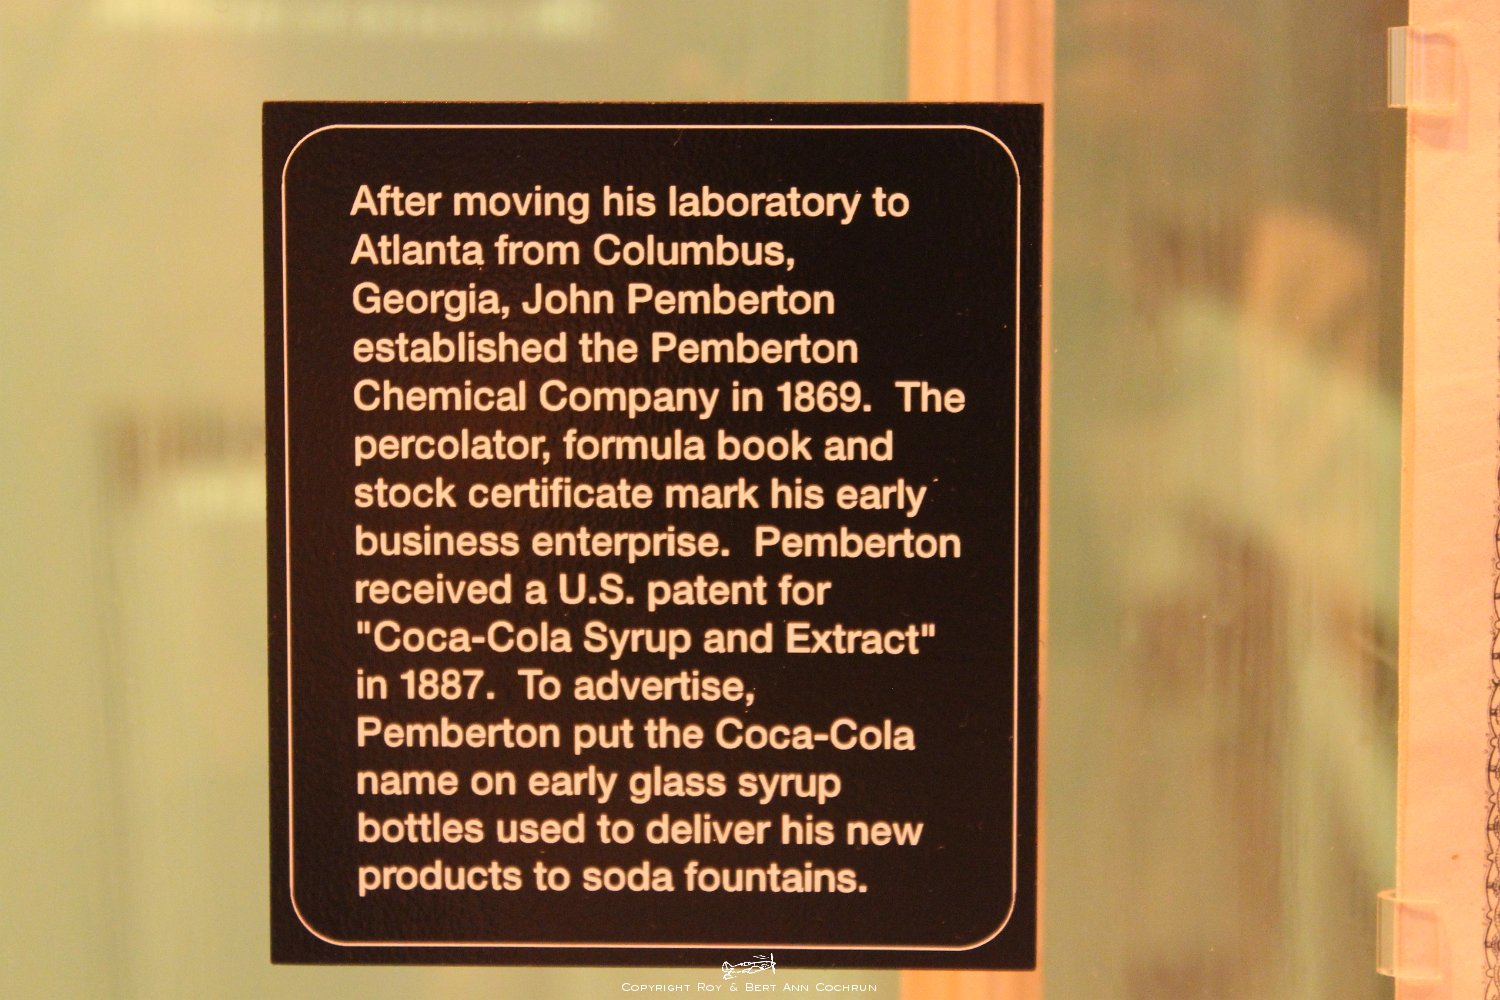 After moving his laboratory to
Atlanta from Columbus,
Georgia, John Pemberton
established the Pemberton
Chemical Company in 1869.  The
percolator, formula book and
stock certificate mark his early
business enterprise.  Pemberton
received a U.S. patent for
"Coca-Cola Syrup and Extract"
in 1887.  To advertise,
Pemberton put the Coca-Cola
name on early glass syrup
bottles used to deliver his new
products to soda fountains.
Copyright Roy & Bert Ann Cochrun